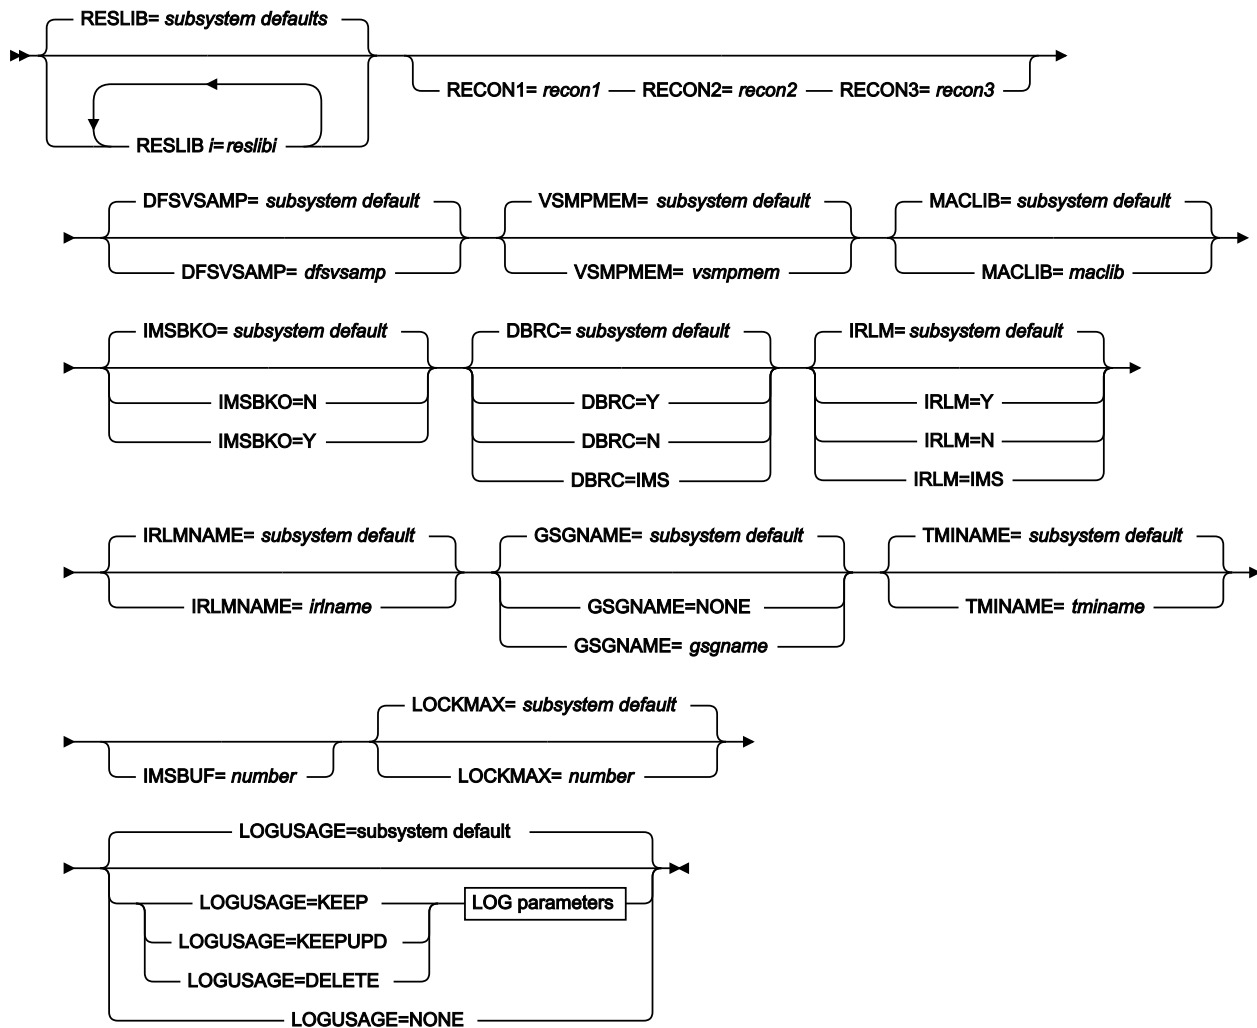 RESLIB= subsystem defaults
RECON1= recon1 RECON2= recon2 RECON3= recon3
RESLIB i=reslibi
DFSVSAMP= subsystem default VSMPMEM= subsystem default MACLIB= subsystem default
DFSVSAMP= dfsvsamp VSMPMEM= vsmpmem MACLIB= maclib
IMSBKO= subsystem default DBRC= subsystem default IRLM= subsystem default
IMSBKO=N DBRC=Y IRLM=Y
IMSBKO=Y DBRC=N IRLM=N
DBRC=IMS IRLM=IMS
IRLMNAME= subsystem default GSGNAME= subsystem default TMINAME= subsystem default
IRLMNAME= irlname GSGNAME=NONE TMINAME= tminame
GSGNAME= gsgname
LOCKMAX= subsystem default
IMSBUF= number LOCKMAX= number
LOGUSAGE=subsystem default
LOGUSAGE=KEEP LOG parameters
LOGUSAGE=KEEPUPD
LOGUSAGE=DELETE
LOGUSAGE=NONE